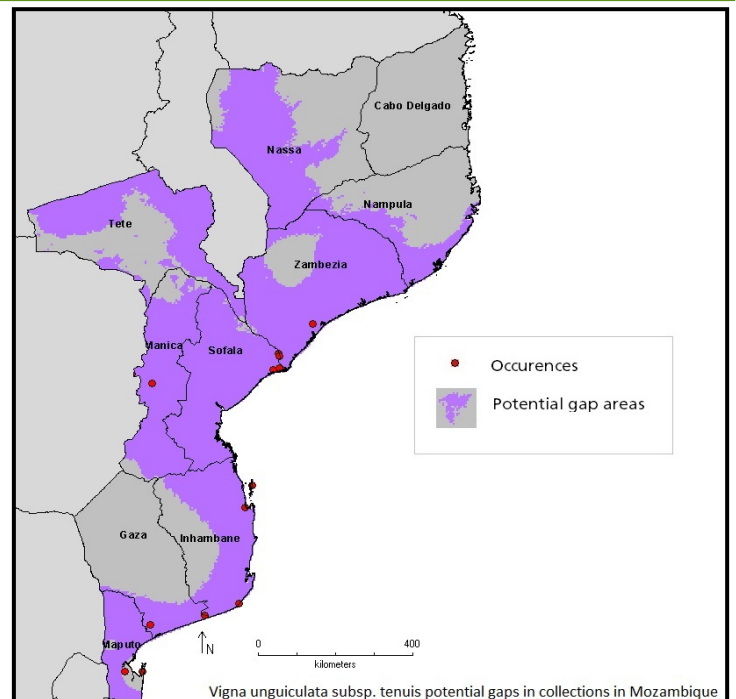 Cabo Delgado
Nassa
Nampula
Tete
Zambezia
Manica
Sofala
Occurences
Potential gap areas
Gaza
Inhambane
Maputo
N
0 400
kilometers
Vigna unguiculata subsp. tenuis potential gaps in collections in Mozambique